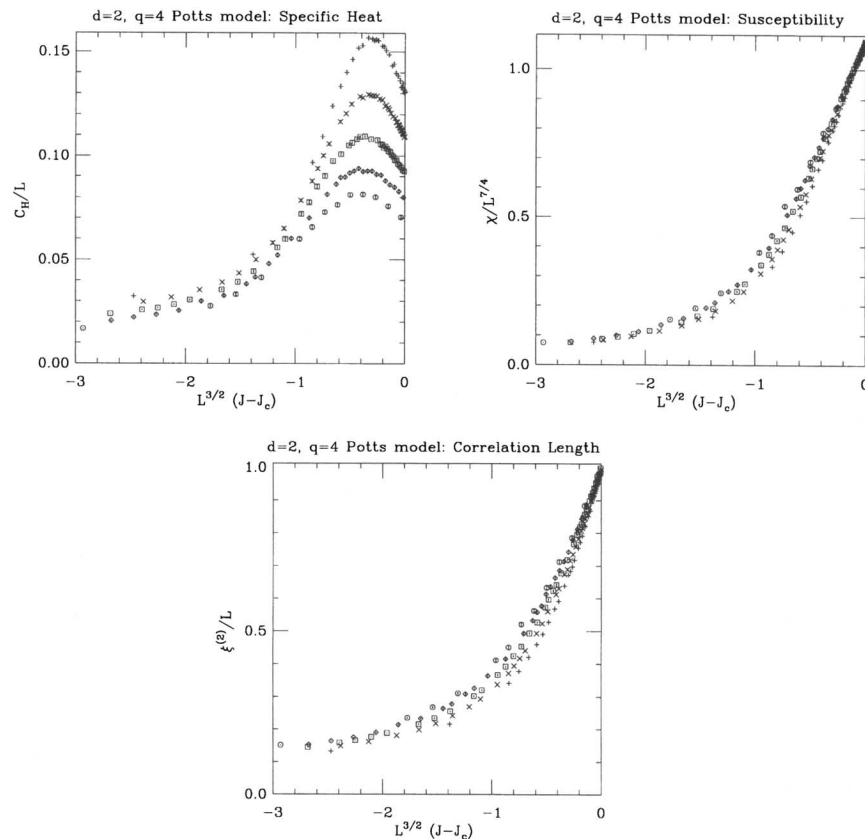 d=2, q=4 Potts model: Specific Heat
0.15
0.10
0.05
0.00
C_H/L
-3
-2
-1
0
L^{3/2} (J-J_c)
d=2, q=4 Potts model: Susceptibility
1.0
0.5
0.0
χ/L^{7/4}
-3
-2
-1
0
L^{3/2} (J-J_c)
d=2, q=4 Potts model: Correlation Length
1.0
0.5
0.0
ξ^{(2)}/L
-3
-2
-1
0
L^{3/2} (J-J_c)